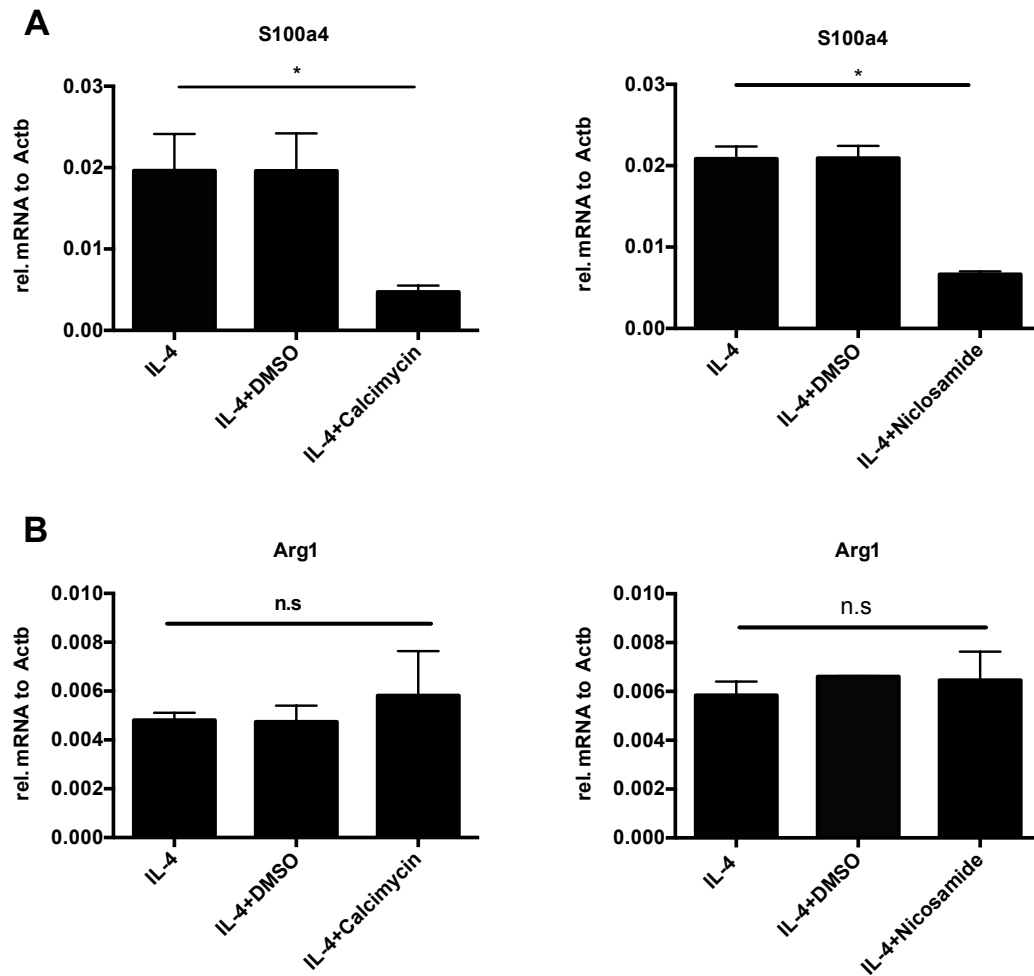 A
S100a4
*
0.03
0.02
0.01
0.00
rel. mRNA to Actb
IL-4
IL-4+DMSO
IL-4+Calcimycin
S100a4
*
0.03
0.02
0.01
0.00
rel. mRNA to Actb
IL-4
IL-4+DMSO
IL-4+Niclosamide
B
Arg1
n.s
0.010
0.008
0.006
0.004
0.002
0.000
rel. mRNA to Actb
IL-4
IL-4+DMSO
IL-4+Calcimycin
Arg1
n.s
0.010
0.008
0.006
0.004
0.002
0.000
rel. mRNA to Actb
IL-4
IL-4+DMSO
IL-4+Nicosamide